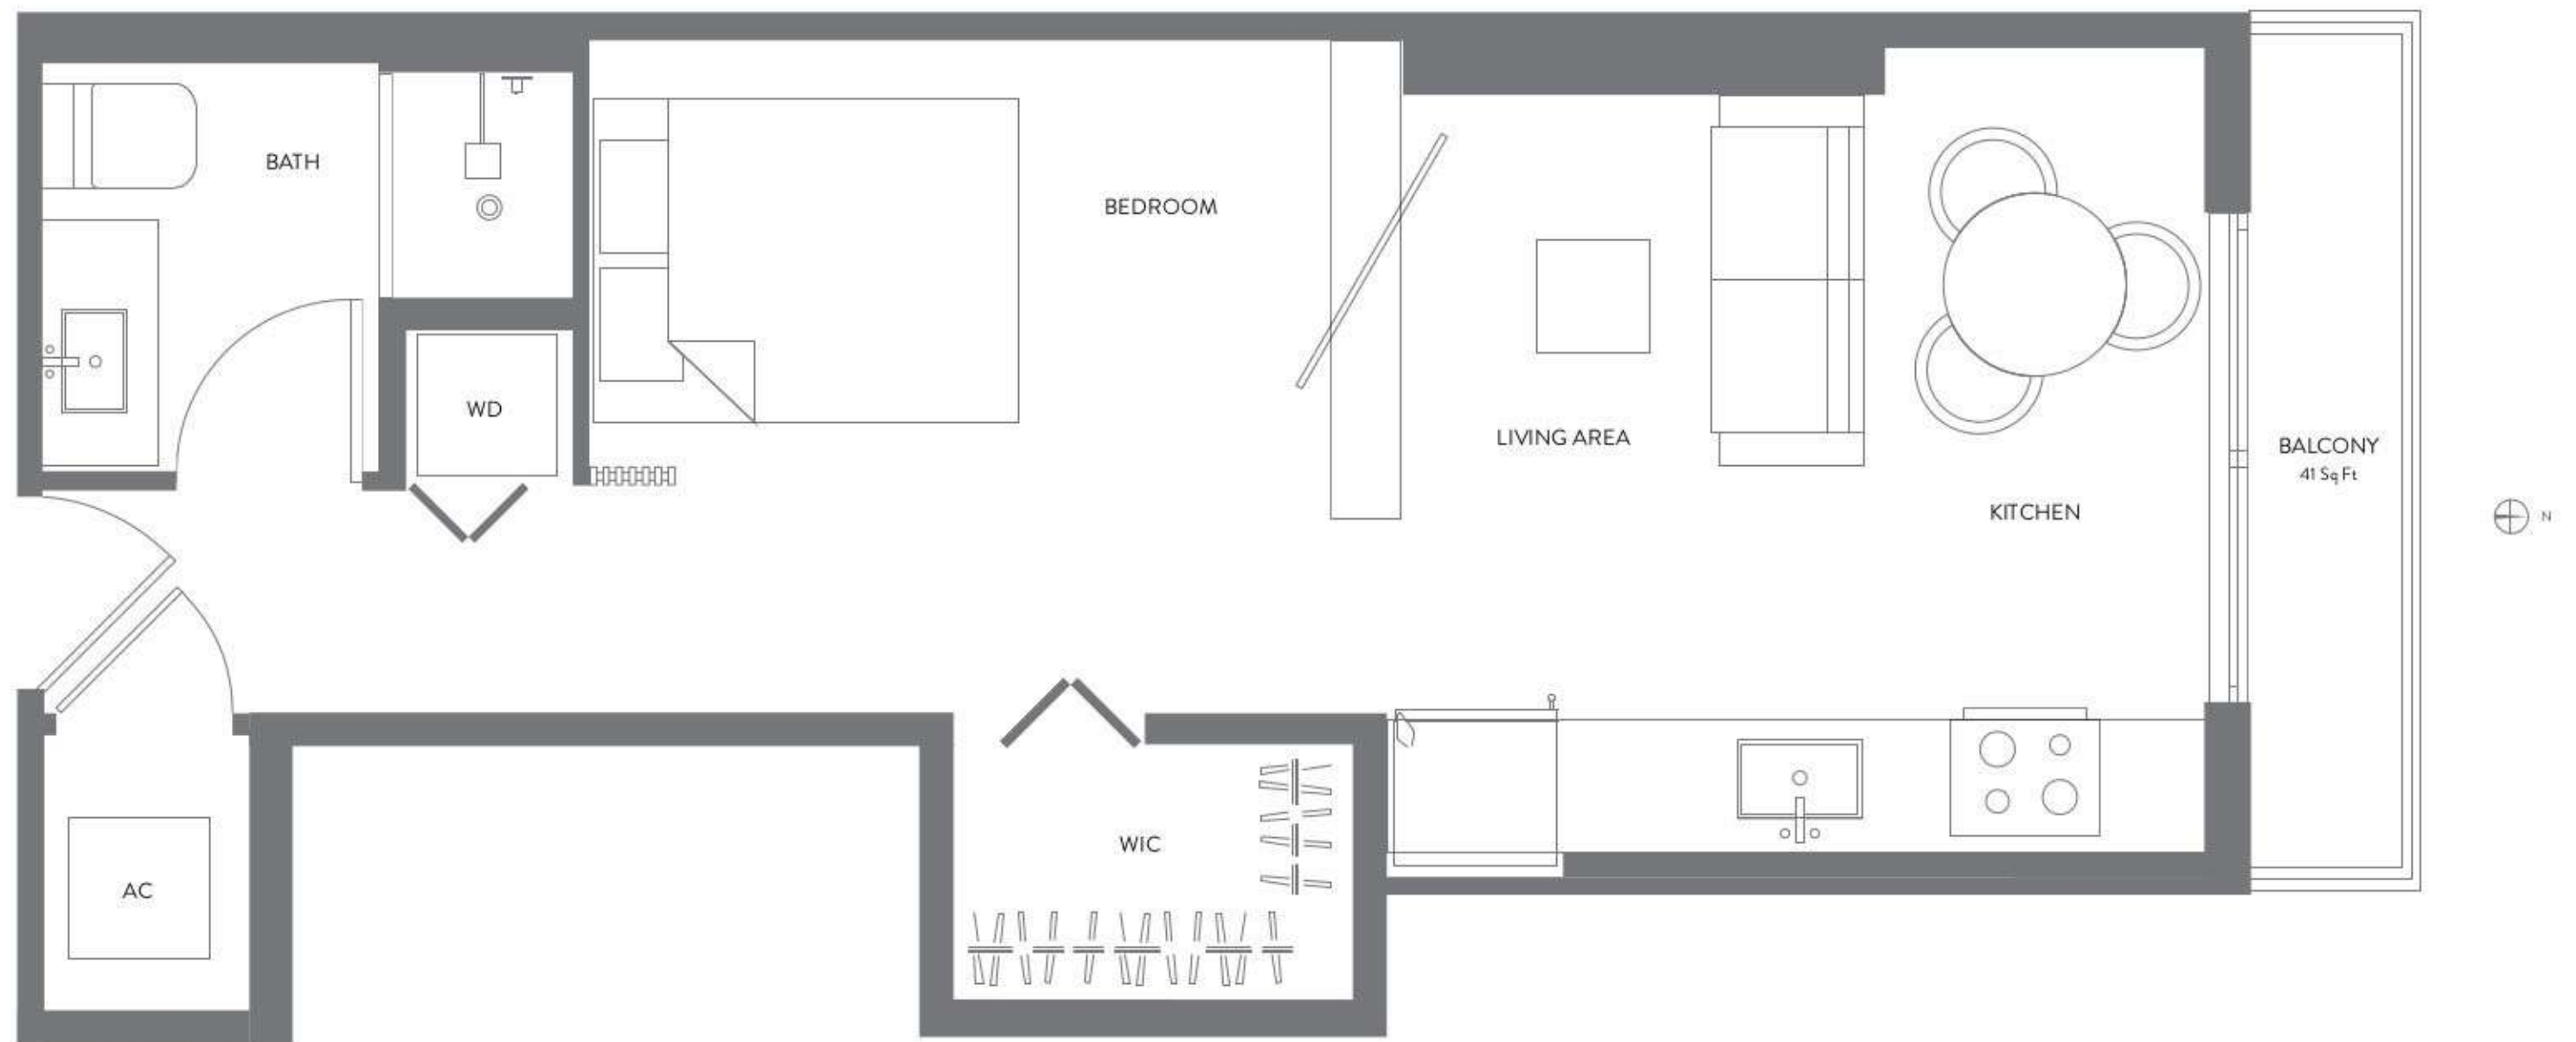 BATH
BEDROOM
WD
LIVING AREA
KITCHEN
BALCONY
41 Sq Ft
N
WIC
AC